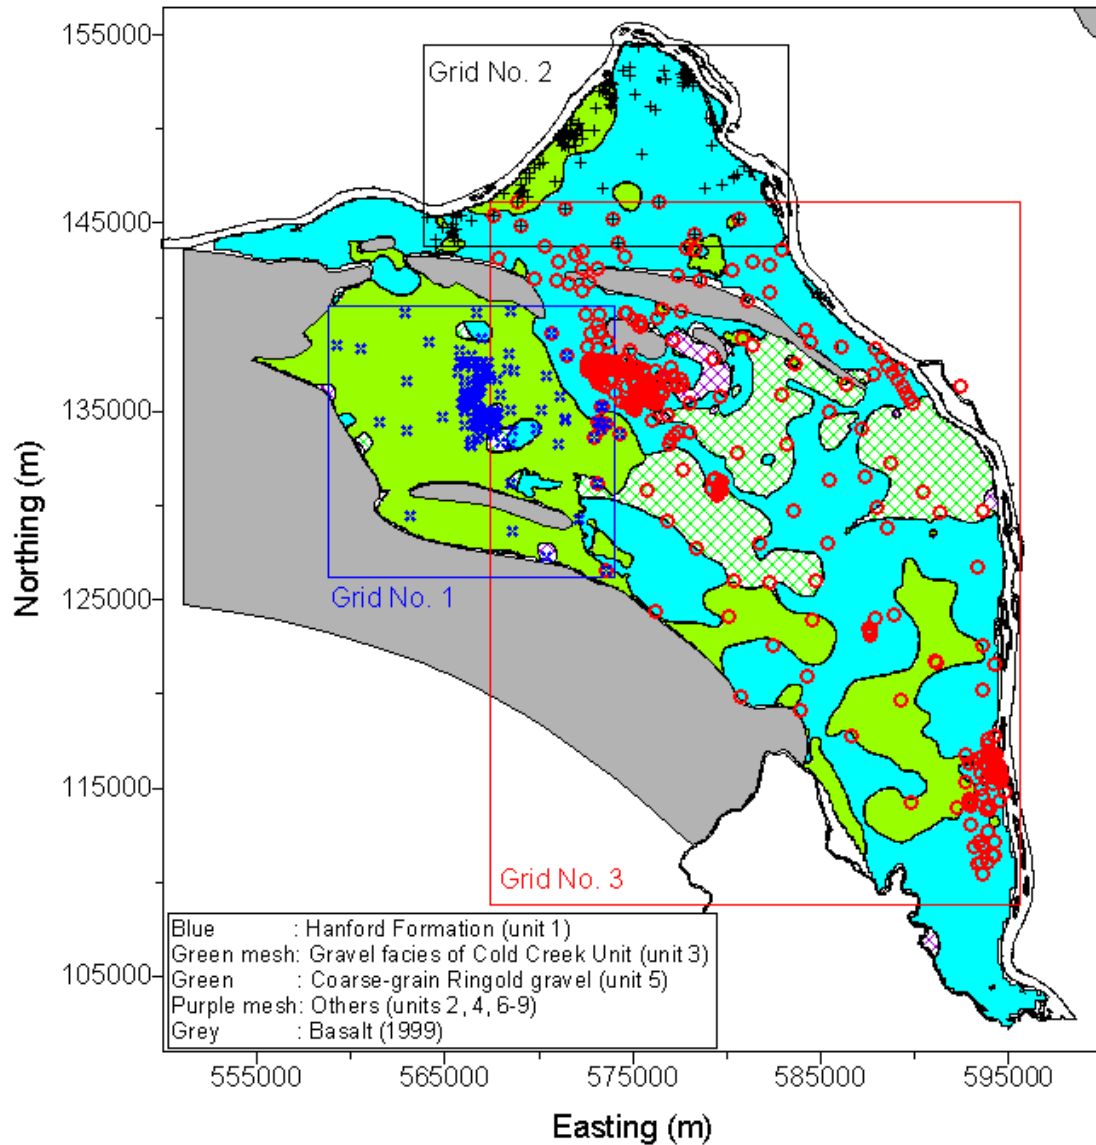 155000
Grid No. 2
145000
135000
Northing (m)
125000
Grid No. 1
115000
Grid No. 3
105000
Blue : Hanford Formation (unit 1)
Green mesh: Gravel facies of Cold Creek Unit (unit 3)
Green : Coarse-grain Ringold gravel (unit 5)
Purple mesh: Others (units 2, 4, 6-9)
Grey : Basalt (1999)
555000 565000 575000 585000 595000
Easting (m)